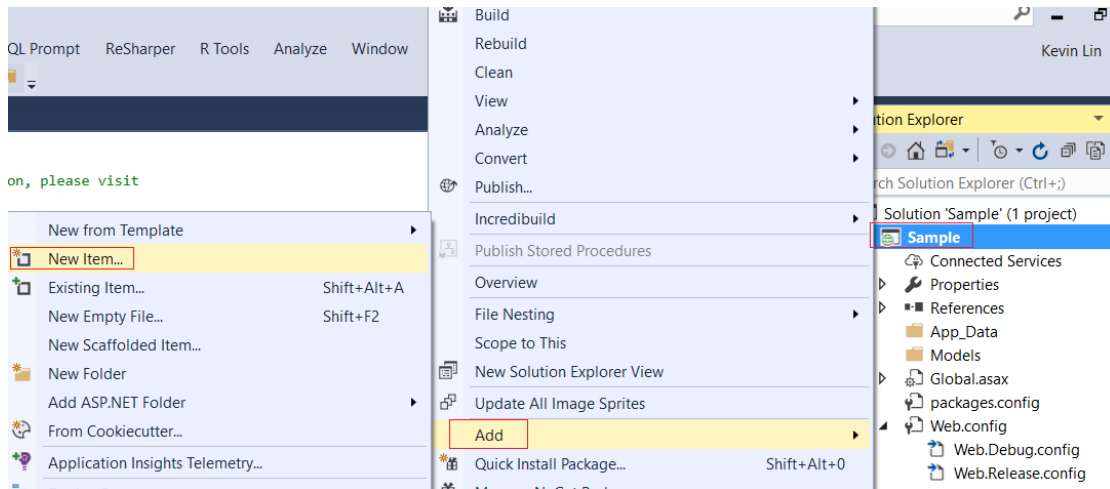 QL Prompt ReSharper R Tools Analyze Window
on, please visit
New from Template
New Item...
Existing Item... Shift+Alt+A
New Empty File... Shift+F2
New Scaffolded Item...
New Folder
Add ASP.NET Folder
From Cookiecutter...
Application Insights Telemetry...
Build
Rebuild
Clean
View
Analyze
Convert
Publish...
Incredibuild
Publish Stored Procedures
Overview
File Nesting
Scope to This
New Solution Explorer View
Update All Image Sprites
Add
Quick Install Package... Shift+Alt+0
Kevin Lin
ution Explorer
rch Solution Explorer (Ctrl+;)
Solution 'Sample' (1 project)
Sample
Connected Services
Properties
References
App_Data
Models
Global.asax
packages.config
Web.config
Web.Debug.config
Web.Release.config